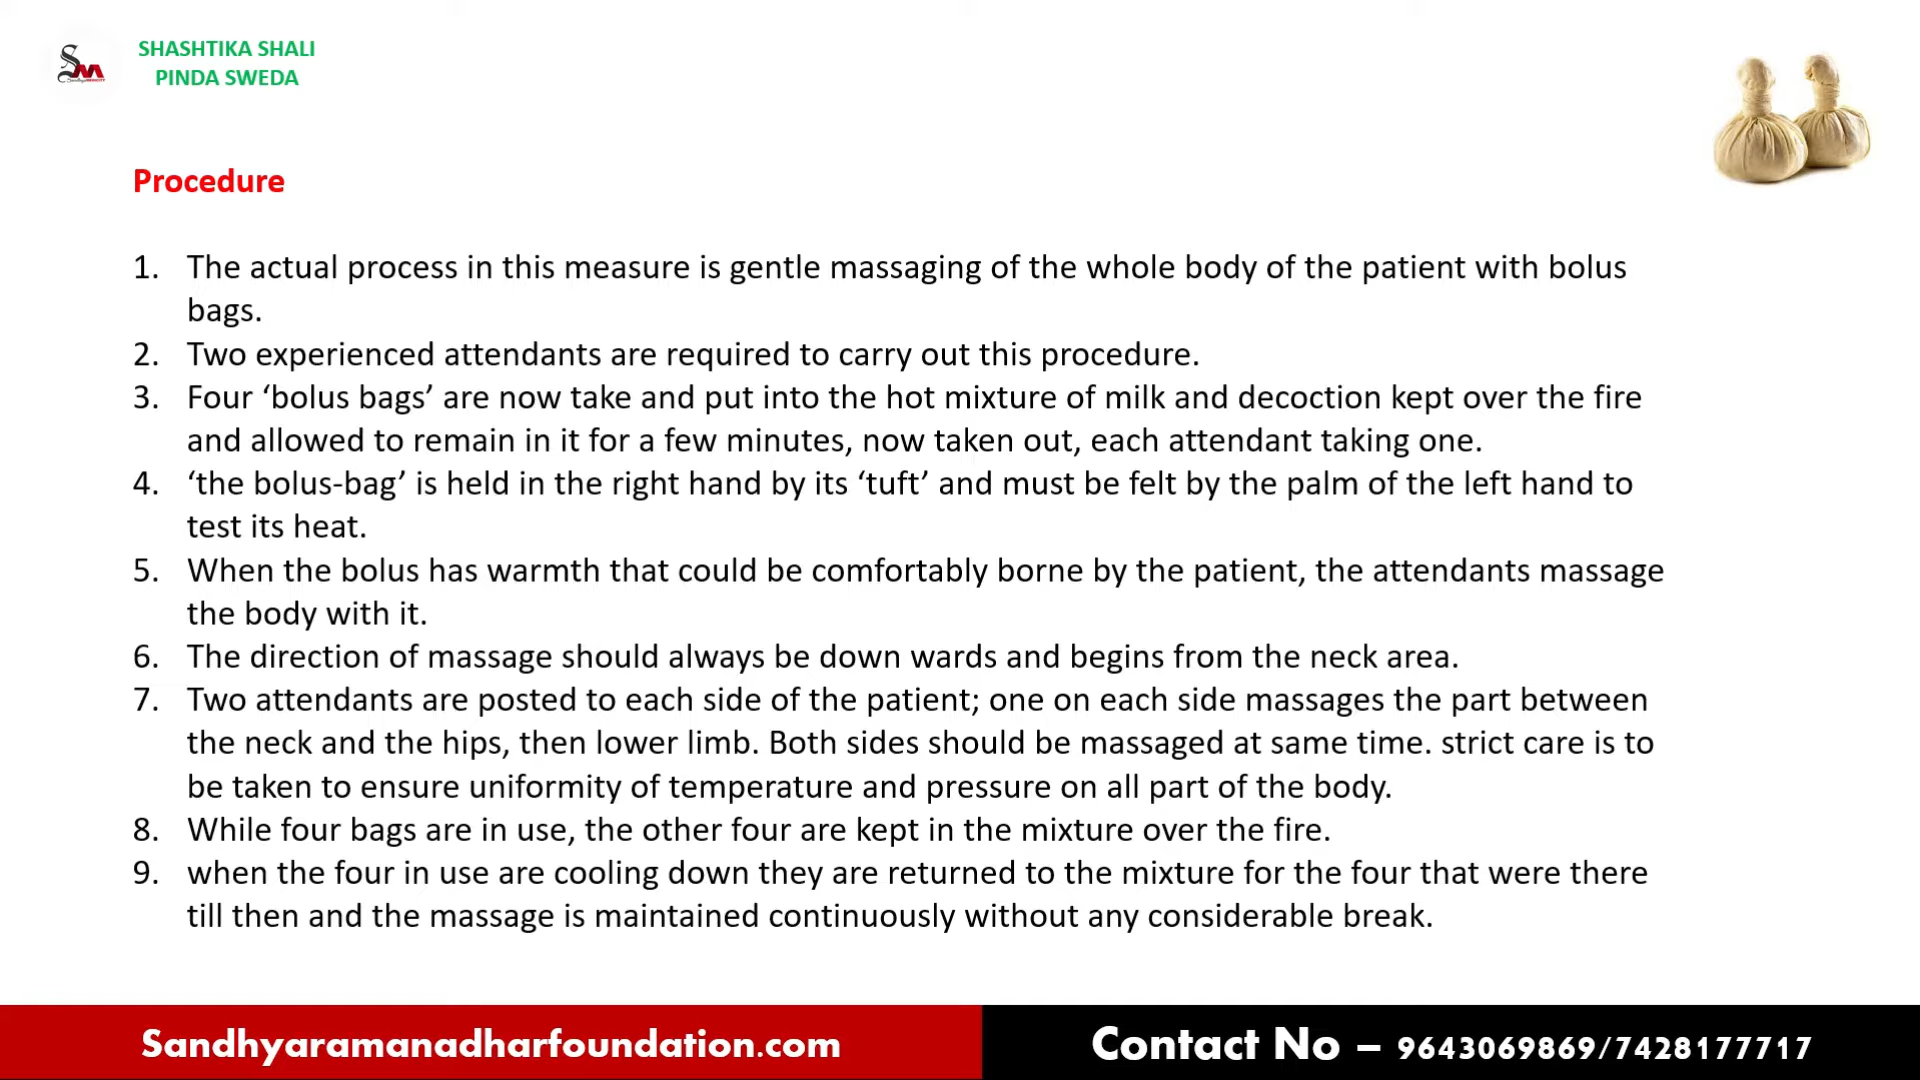 SHASHTIKA SHALI
PINDA SWEDA
SM
Procedure
1. The actual process in this measure is gentle massaging of the whole body of the patient with bolus
bags.
2. Two experienced attendants are required to carry out this procedure.
3. Four ‘bolus bags’ are now take and put into the hot mixture of milk and decoction kept over the fire
and allowed to remain in it for a few minutes, now taken out, each attendant taking one.
4. ‘the bolus-bag’ is held in the right hand by its ‘tuft’ and must be felt by the palm of the left hand to
test its heat.
5. When the bolus has warmth that could be comfortably borne by the patient, the attendants massage
the body with it.
6. The direction of massage should always be down wards and begins from the neck area.
7. Two attendants are posted to each side of the patient; one on each side massages the part between
the neck and the hips, then lower limb. Both sides should be massaged at same time. strict care is to
be taken to ensure uniformity of temperature and pressure on all part of the body.
8. While four bags are in use, the other four are kept in the mixture over the fire.
9. when the four in use are cooling down they are returned to the mixture for the four that were there
till then and the massage is maintained continuously without any considerable break.
Sandhyaramanadharfoundation.com
Contact No – 9643069869/7428177717